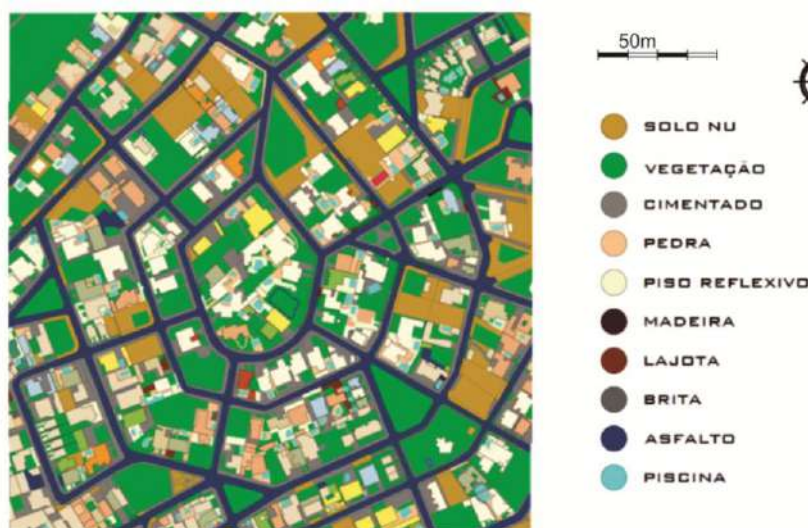 50m
SOLO NU
VEGETAÇÃO
CIMENTADO
PEDRA
PISO REFLEXIVO
MADEIRA
LAJOTA
BRITA
ASFALTO
PISCINA